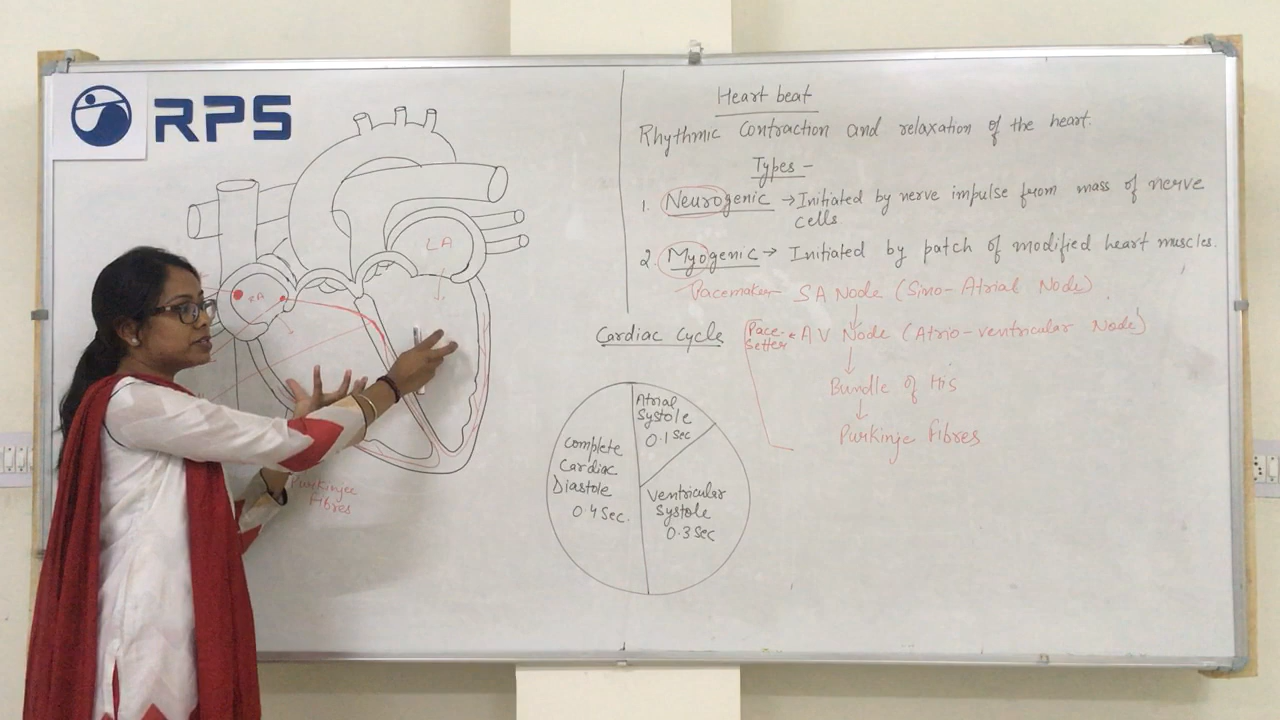 RPS
LA
RA
Purkinjee
Fibres
Heart beat
Rhythmic Contraction and relaxation of the heart.
Types -
1. Neurogenic → Initiated by nerve impulse from mass of nerve
cells
2. Myogenic → Initiated by patch of modified heart muscles.
Pacemaker SA Node (Sino-Atrial Node)
Pace-
setter AV Node (Atrio-ventricular Node)
Bundle of His
Purkinje Fibres
Cardiac Cycle
Atrial
Systole
0.1 Sec
Complete
Cardiac
Diastole
0.4 Sec.
Ventricular
Systole
0.3 Sec